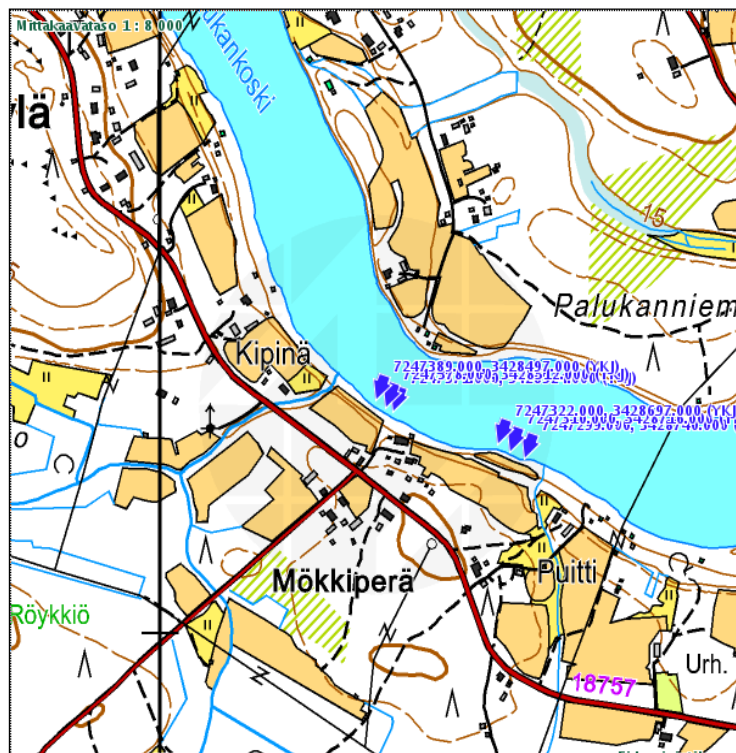 Mittakaavataso 1 : 8 000
ukankoski
lä
15
Palukanniem
Kipinä
7247389.000, 3428497.000 (YKJ)
7247322.000, 3428697.000 (YKJ)
o
Mökkiperä
Puitti
Röykkiö
Urh.
18757